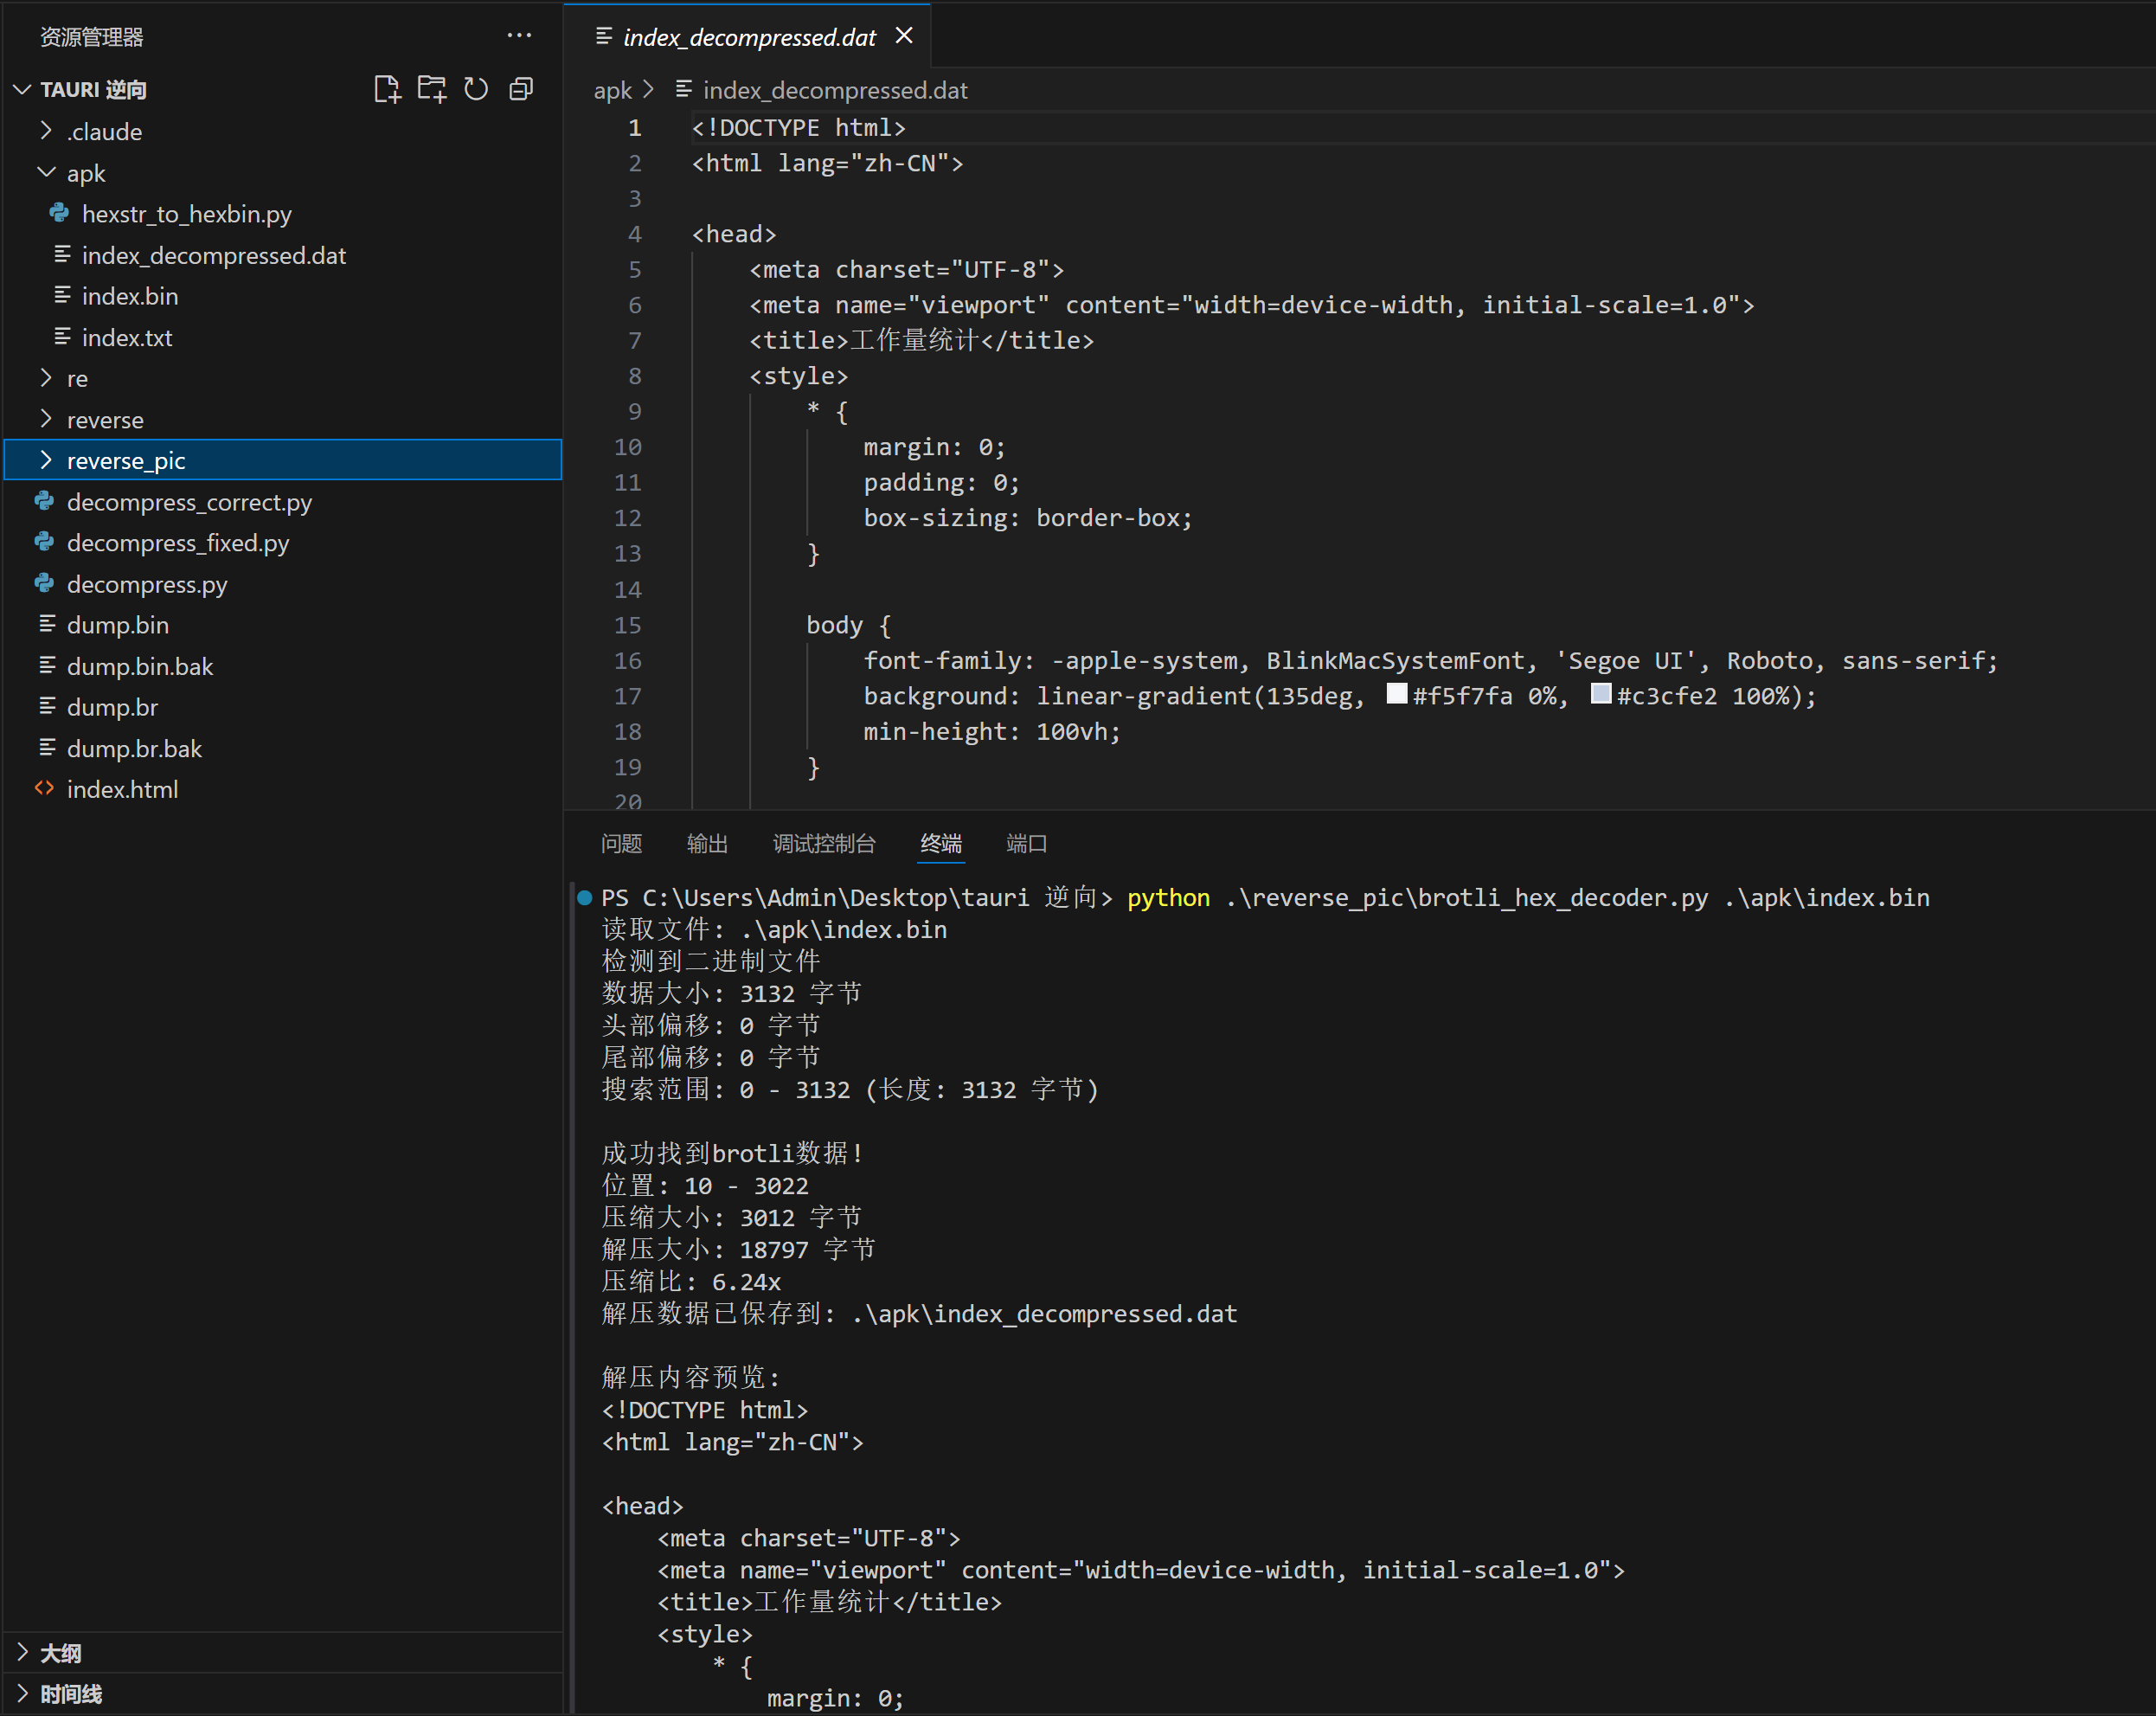 资源管理器
TAURI 逆向
.claude
apk
hexstr_to_hexbin.py
index_decompressed.dat
index.bin
index.txt
re
reverse
reverse_pic
decompress_correct.py
decompress_fixed.py
decompress.py
dump.bin
dump.bin.bak
dump.br
dump.br.bak
index.html
大纲
时间线
index_decompressed.dat
apk > index_decompressed.dat
1 <!DOCTYPE html>
2 <html lang="zh-CN">
3
4 <head>
5     <meta charset="UTF-8">
6     <meta name="viewport" content="width=device-width, initial-scale=1.0">
7     <title>工作量统计</title>
8     <style>
9         * {
10             margin: 0;
11             padding: 0;
12             box-sizing: border-box;
13         }
14
15         body {
16             font-family: -apple-system, BlinkMacSystemFont, 'Segoe UI', Roboto, sans-serif;
17             background: linear-gradient(135deg, #f5f7fa 0%, #c3cfe2 100%);
18             min-height: 100vh;
19         }
20
问题 输出 调试控制台 终端 端口
PS C:\Users\Admin\Desktop\tauri 逆向> python .\reverse_pic\brotli_hex_decoder.py .\apk\index.bin
读取文件: .\apk\index.bin
检测到二进制文件
数据大小: 3132 字节
头部偏移: 0 字节
尾部偏移: 0 字节
搜索范围: 0 - 3132 (长度: 3132 字节)
成功找到brotli数据!
位置: 10 - 3022
压缩大小: 3012 字节
解压大小: 18797 字节
压缩比: 6.24x
解压数据已保存到: .\apk\index_decompressed.dat
解压内容预览:
<!DOCTYPE html>
<html lang="zh-CN">
<head>
    <meta charset="UTF-8">
    <meta name="viewport" content="width=device-width, initial-scale=1.0">
    <title>工作量统计</title>
    <style>
        * {
            margin: 0;